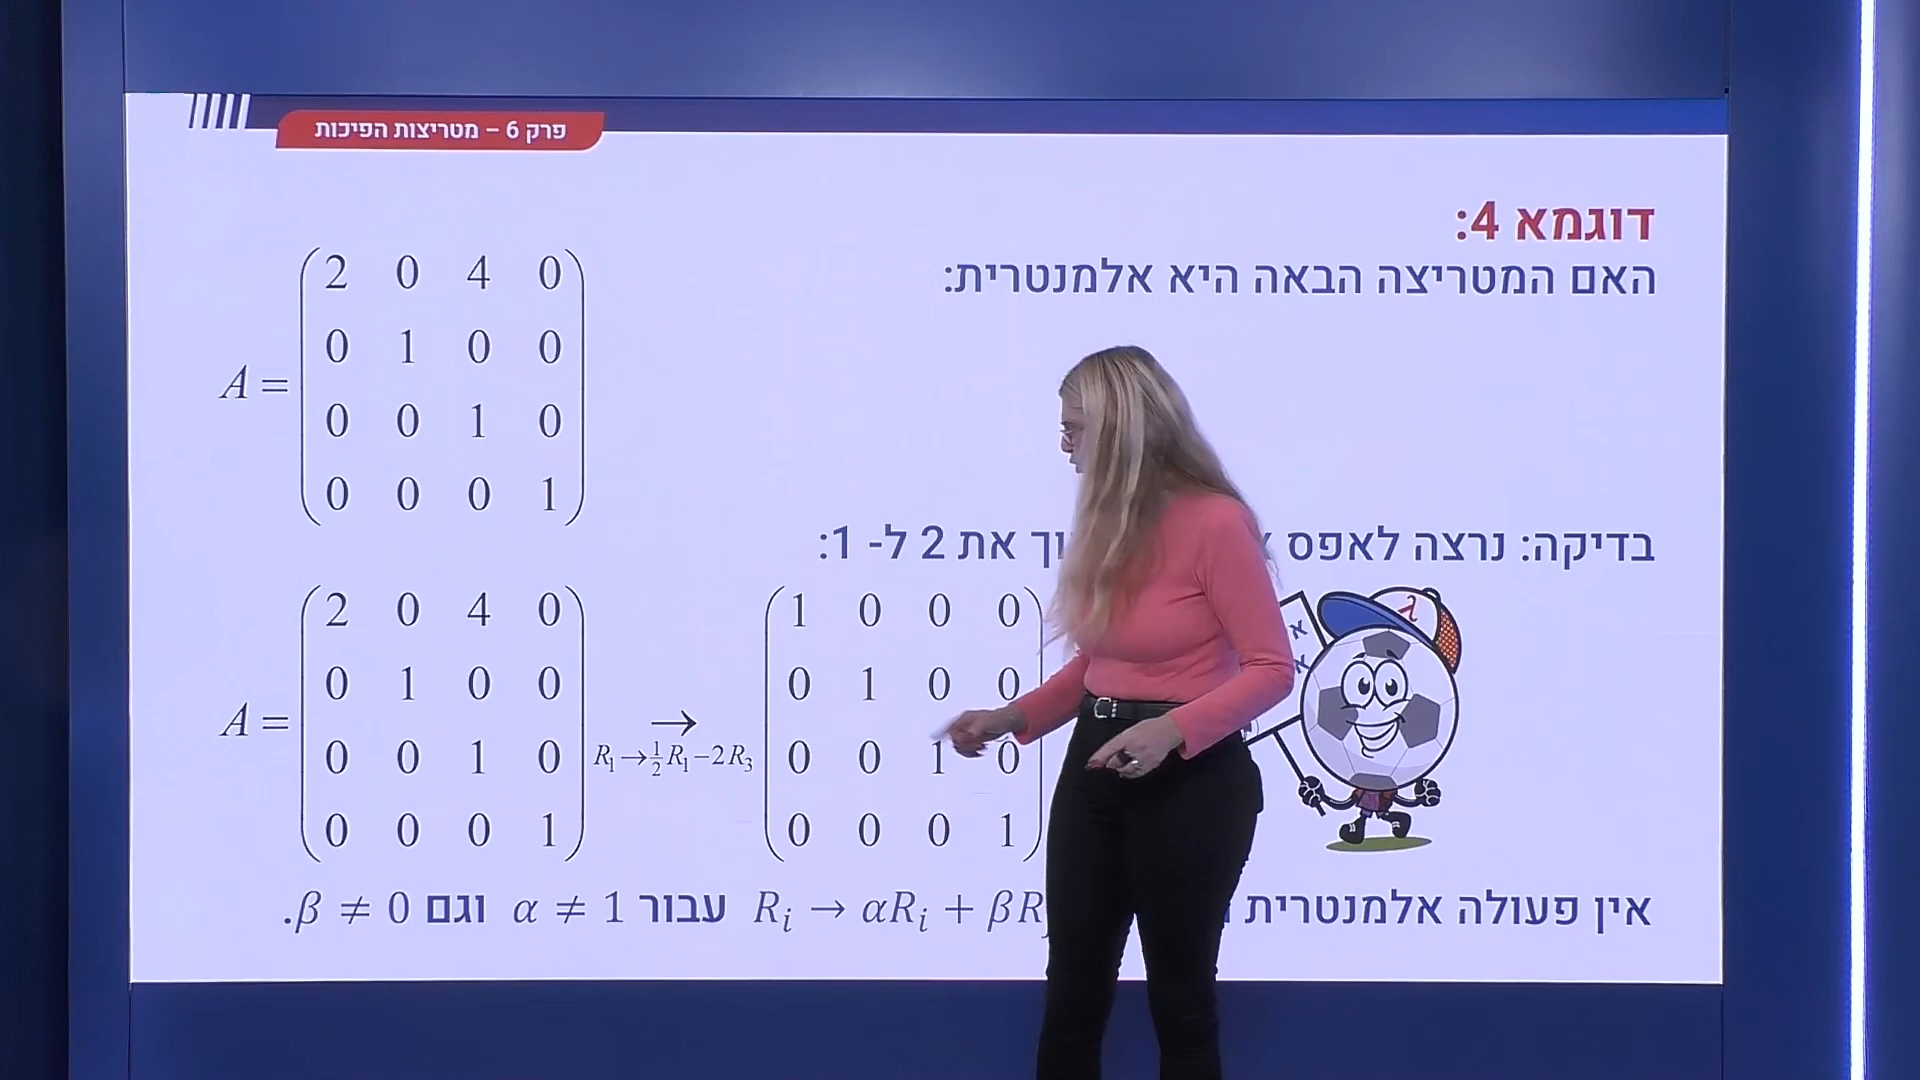 פרק 6 – מטריצות הפיכות
דוגמא 4:
האם המטריצה הבאה היא אלמנטרית:
A = (2 0 4 0
0 1 0 0
0 0 1 0
0 0 0 1)
בדיקה: נרצה לאפס את 2 ל- 1:
A = (2 0 4 0
0 1 0 0
0 0 1 0
0 0 0 1)
→
R₁→½R₁−2R₃
(1 0 0 0
0 1 0 0
0 0 1 0
0 0 0 1)
א
א
λ
אין פעולה אלמנטרית Rᵢ → αRᵢ + βR עבור α ≠ 1 וגם β ≠ 0.